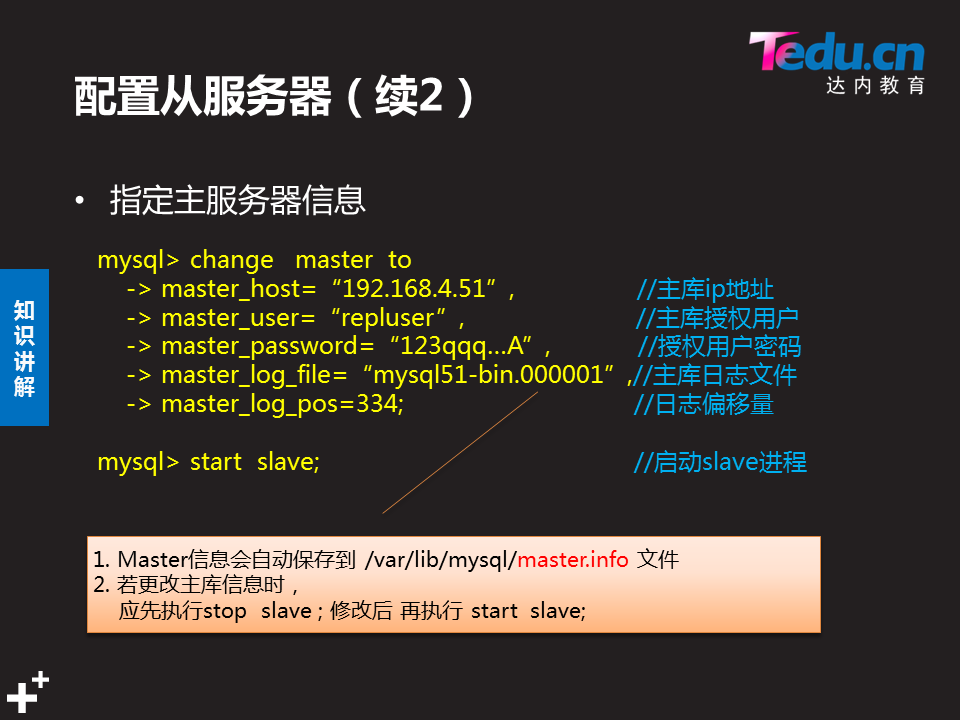 Tedu.cn
达内教育
配置从服务器（续2）
• 指定主服务器信息
mysql> change master to
-> master_host=“192.168.4.51”, //主库ip地址
-> master_user=“repluser”, //主库授权用户
-> master_password=“123qqq…A”, //授权用户密码
-> master_log_file=“mysql51-bin.000001”,//主库日志文件
-> master_log_pos=334; //日志偏移量
mysql> start slave; //启动slave进程
知
识
讲
解
1. Master信息会自动保存到 /var/lib/mysql/master.info 文件
2. 若更改主库信息时，
应先执行stop slave ; 修改后 再执行 start slave;